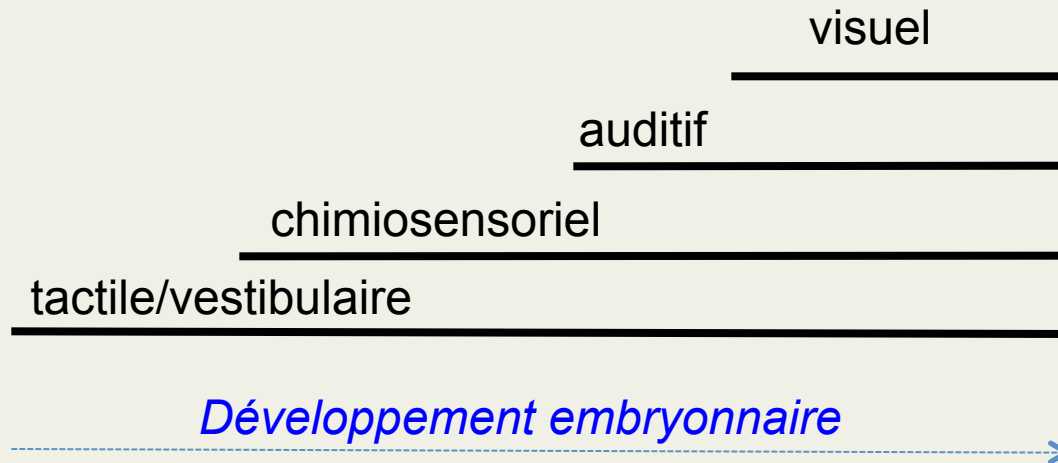 visuel
auditif
chimiosensoriel
tactile/vestibulaire
Développement embryonnaire